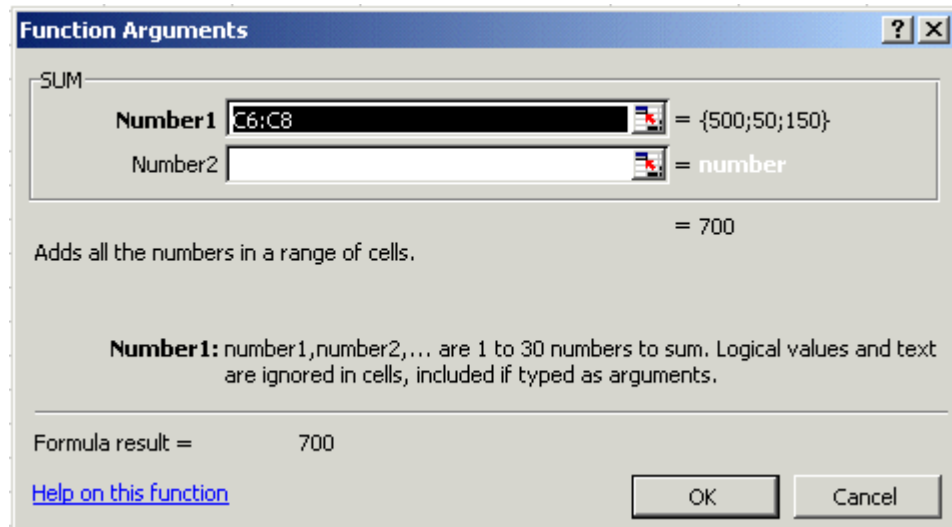 Function Arguments
SUM
Number1 C6:C8 = {500;50;150}
Number2 = number
= 700
Adds all the numbers in a range of cells.
Number1: number1,number2,... are 1 to 30 numbers to sum. Logical values and text
are ignored in cells, included if typed as arguments.
Formula result = 700
Help on this function
OK Cancel